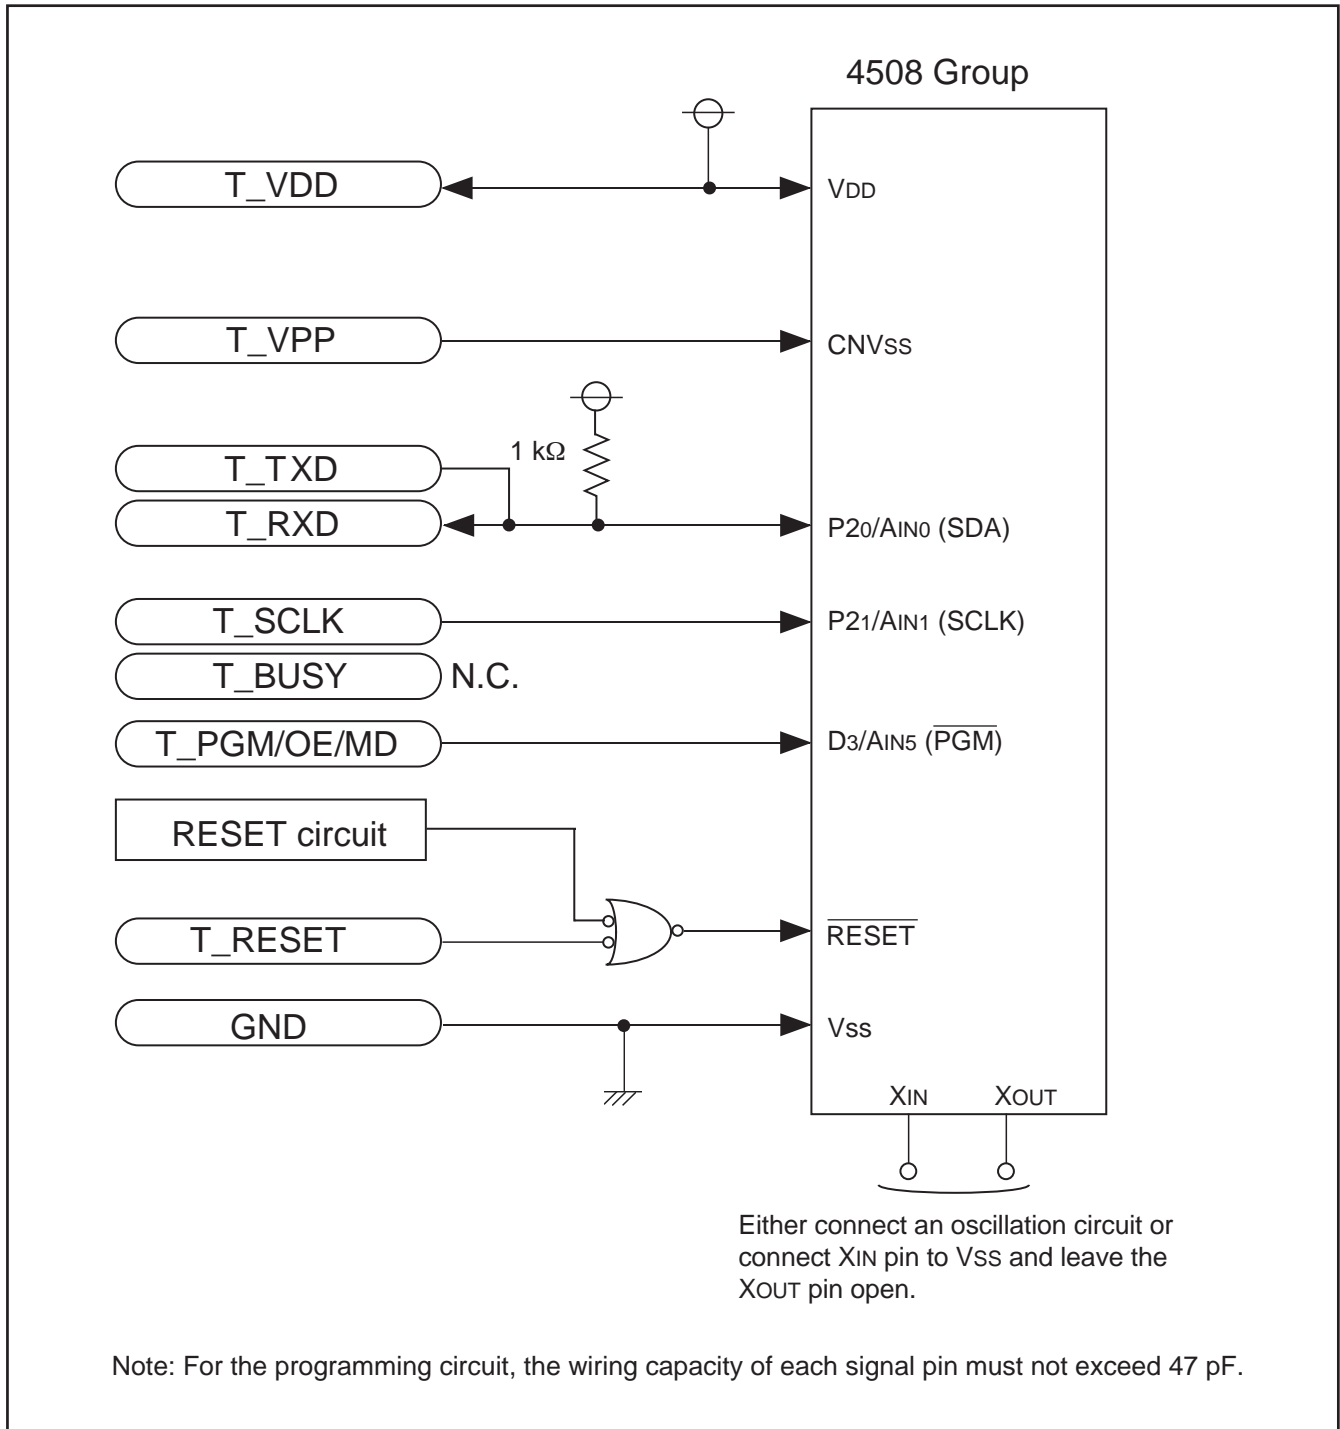 4508 Group
T_VDD
VDD
T_VPP
CNVSS
1 kΩ
T_TXD
T_RXD
P20/AIN0 (SDA)
T_SCLK
P21/AIN1 (SCLK)
T_BUSY
N.C.
T_PGM/OE/MD
D3/AIN5 (P̅G̅M̅)
RESET circuit
T_RESET
R̅E̅S̅E̅T̅
GND
Vss
XIN
XOUT
Either connect an oscillation circuit or
connect XIN pin to VSS and leave the
XOUT pin open.
Note: For the programming circuit, the wiring capacity of each signal pin must not exceed 47 pF.